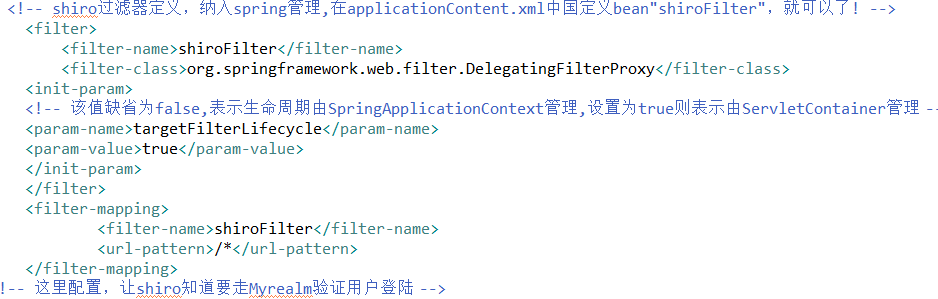 <!-- shiro过滤器定义，纳入spring管理,在applicationContent.xml中国定义bean"shiroFilter"，就可以了! -->
<filter>
<filter-name>shiroFilter</filter-name>
<filter-class>org.springframework.web.filter.DelegatingFilterProxy</filter-class>
<init-param>
<!-- 该值缺省为false,表示生命周期由SpringApplicationContext管理,设置为true则表示由ServletContainer管理 --
<param-name>targetFilterLifecycle</param-name>
<param-value>true</param-value>
</init-param>
</filter>
<filter-mapping>
<filter-name>shiroFilter</filter-name>
<url-pattern>/*</url-pattern>
</filter-mapping>
!-- 这里配置，让shiro知道要走Myrealm验证用户登陆 -->